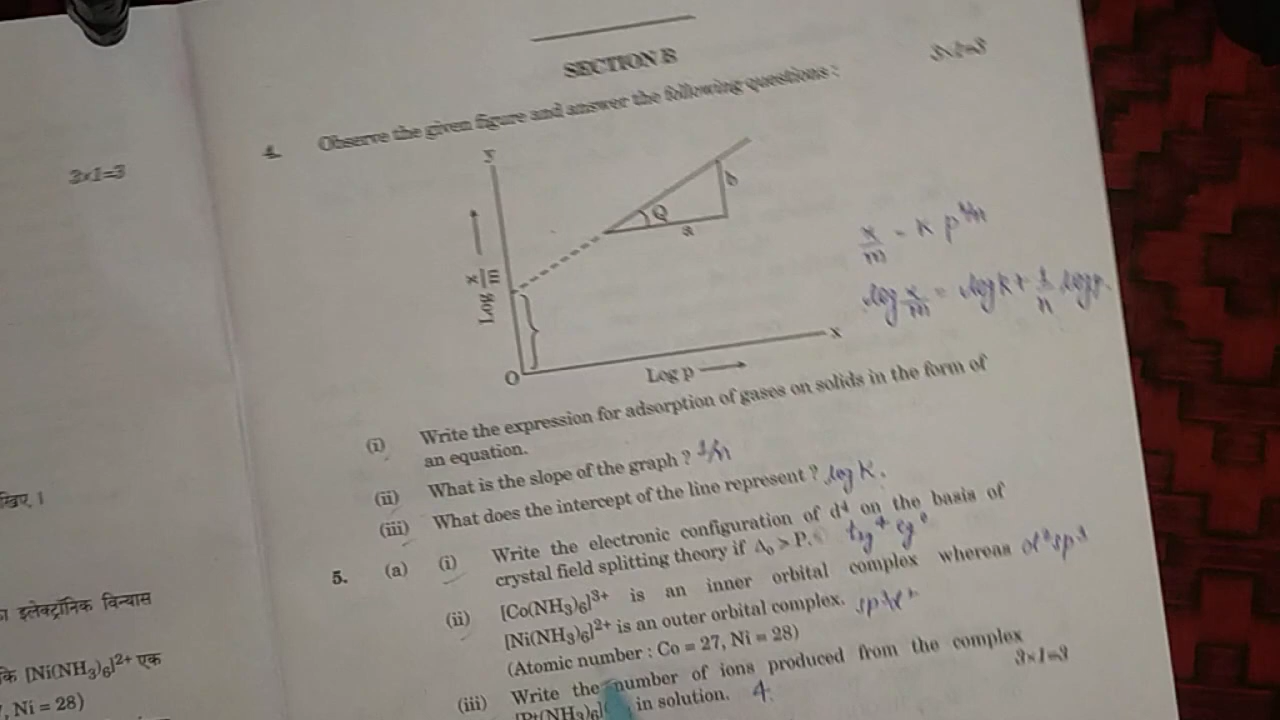 SECTION B
3×1=3
4. Observe the given figure and answer the following questions :
3×1=3
y
b
Q
a
Log x/m
O
Log p
x
x/m = K p^1/n
log x/m = log K + 1/n log p.
(i) Write the expression for adsorption of gases on solids in the form of
an equation.
(ii) What is the slope of the graph ? 1/n
(iii) What does the intercept of the line represent ? log K.
5. (a) (i) Write the electronic configuration of d⁴ on the basis of
crystal field splitting theory if Δ₀ > P. t₂g⁴ eg⁰
(ii) [Co(NH₃)₆]³⁺ is an inner orbital complex whereas d²sp³
[Ni(NH₃)₆]²⁺ is an outer orbital complex. sp³d²
(Atomic number : Co = 27, Ni = 28)
(iii) Write the number of ions produced from the complex
[Pt(NH₃)₆] in solution. 4
3×1=3
इलेक्ट्रॉनिक विन्यास
कि [Ni(NH₃)₆]²⁺ एक
, Ni = 28)